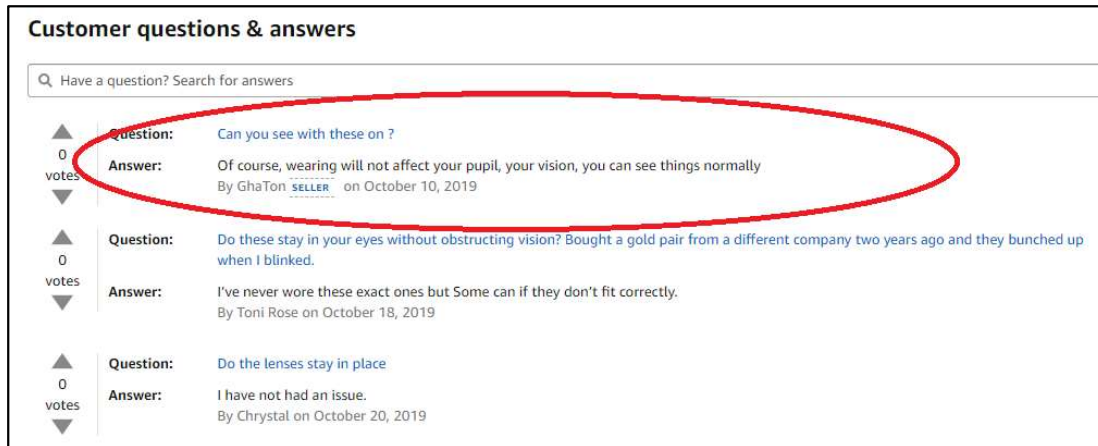 Customer questions & answers
Have a question? Search for answers
0
votes
Question: Can you see with these on ?
Answer: Of course, wearing will not affect your pupil, your vision, you can see things normally
By GhaTon SELLER on October 10, 2019
0
votes
Question: Do these stay in your eyes without obstructing vision? Bought a gold pair from a different company two years ago and they bunched up
when I blinked.
Answer: I've never wore these exact ones but Some can if they don't fit correctly.
By Toni Rose on October 18, 2019
0
votes
Question: Do the lenses stay in place
Answer: I have not had an issue.
By Chrystal on October 20, 2019